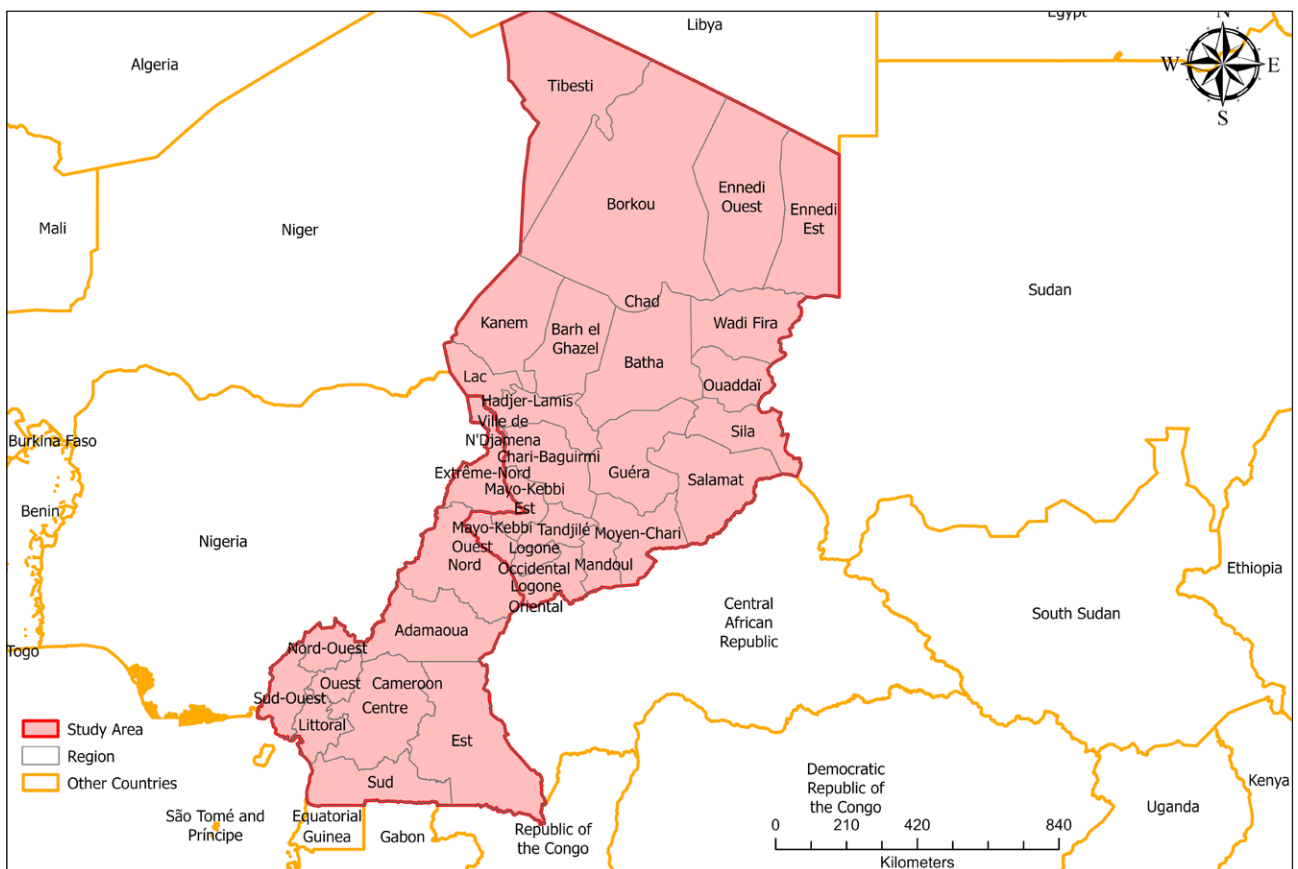 Egypt
N
Libya
Algeria
W
E
Tibesti
S
Ennedi
Ouest
Borkou
Ennedi
Est
Mali
Niger
Sudan
Chad
Kanem
Wadi Fira
Barh el
Ghazel
Batha
Lac
Ouaddaï
Hadjer-Lamis
Ville de
N'Djamena
Sila
Burkina Faso
Chari-Baguirmi
Extrême-Nord
Guéra
Salamat
Mayo-Kebbi
Est
Benin
Mayo-Kebbi
Ouest
Tandjilé
Moyen-Chari
Nigeria
Logone
Occidental
Nord
Mandoul
Ethiopia
Logone
Oriental
Central
African
Republic
South Sudan
Adamaoua
Togo
Nord-Ouest
Ouest
Cameroon
Sud-Ouest
Centre
Littoral
Est
Study Area
Region
Other Countries
Sud
Democratic
Republic of
the Congo
Kenya
Uganda
São Tomé and
Príncipe
Equatorial
Guinea
Gabon
Republic of
the Congo
0 210 420 840
Kilometers